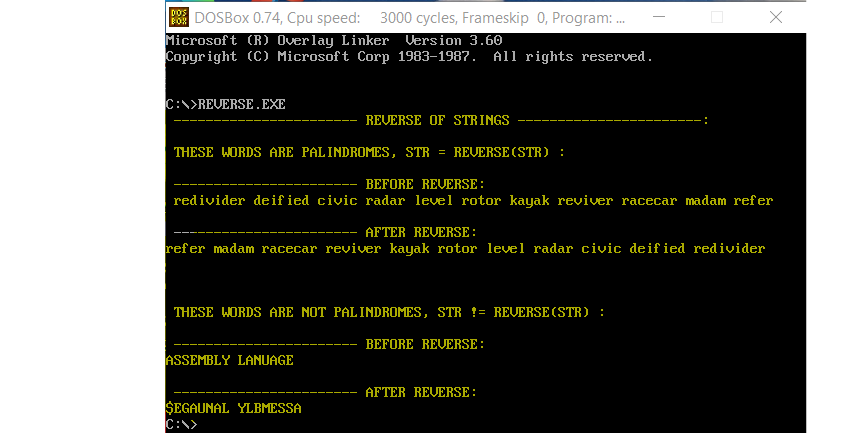 DOS BOX DOSBox 0.74, Cpu speed: 3000 cycles, Frameskip 0, Program: ...
Microsoft (R) Overlay Linker Version 3.60
Copyright (C) Microsoft Corp 1983-1987. All rights reserved.
C:\>REVERSE.EXE
----------------------- REVERSE OF STRINGS -----------------------:
THESE WORDS ARE PALINDROMES, STR = REVERSE(STR) :
----------------------- BEFORE REVERSE:
redivider deified civic radar level rotor kayak reviver racecar madam refer
----------------------- AFTER REVERSE:
refer madam racecar reviver kayak rotor level radar civic deified redivider
THESE WORDS ARE NOT PALINDROMES, STR != REVERSE(STR) :
----------------------- BEFORE REVERSE:
ASSEMBLY LANUAGE
----------------------- AFTER REVERSE:
$EGAUNAL YLBMESSA
C:\>